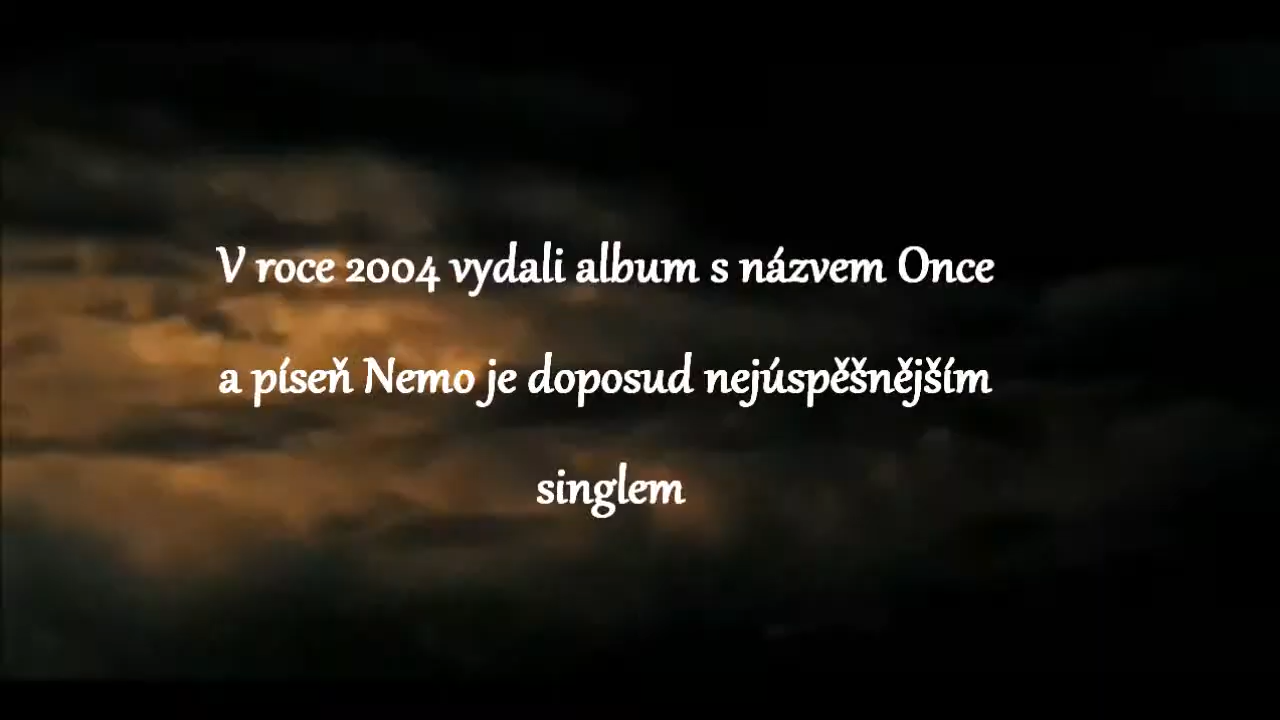 V roce 2004 vydali album s názvem Once
a píseň Nemo je doposud nejúspěšnějším
singlem